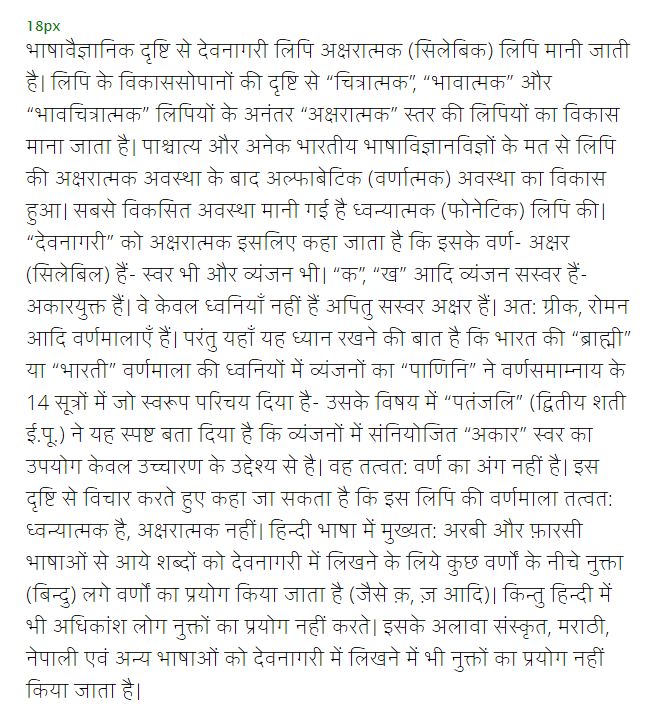 18px
भाषावैज्ञानिक दृष्टि से देवनागरी लिपि अक्षरात्मक (सिलेबिक) लिपि मानी जाती
है। लिपि के विकाससोपानों की दृष्टि से “चित्रात्मक”, “भावात्मक” और
“भावचित्रात्मक” लिपियों के अनंतर “अक्षरात्मक” स्तर की लिपियों का विकास
माना जाता है। पाश्चात्य और अनेक भारतीय भाषाविज्ञानविज्ञों के मत से लिपि
की अक्षरात्मक अवस्था के बाद अल्फाबेटिक (वर्णात्मक) अवस्था का विकास
हुआ। सबसे विकसित अवस्था मानी गई है ध्वन्यात्मक (फोनेटिक) लिपि की।
“देवनागरी” को अक्षरात्मक इसलिए कहा जाता है कि इसके वर्ण- अक्षर
(सिलेबिल) हैं- स्वर भी और व्यंजन भी। “क”, “ख” आदि व्यंजन सस्वर हैं-
अकारयुक्त हैं। वे केवल ध्वनियाँ नहीं हैं अपितु सस्वर अक्षर हैं। अत: ग्रीक, रोमन
आदि वर्णमालाएँ हैं। परंतु यहाँ यह ध्यान रखने की बात है कि भारत की “ब्राह्मी”
या “भारती” वर्णमाला की ध्वनियों में व्यंजनों का “पाणिनि” ने वर्णसमाम्नाय के
14 सूत्रों में जो स्वरूप परिचय दिया है- उसके विषय में “पतंजलि” (द्वितीय शती
ई.पू.) ने यह स्पष्ट बता दिया है कि व्यंजनों में संनियोजित “अकार” स्वर का
उपयोग केवल उच्चारण के उद्देश्य से है। वह तत्वत: वर्ण का अंग नहीं है। इस
दृष्टि से विचार करते हुए कहा जा सकता है कि इस लिपि की वर्णमाला तत्वत:
ध्वन्यात्मक है, अक्षरात्मक नहीं। हिन्दी भाषा में मुख्यत: अरबी और फ़ारसी
भाषाओं से आये शब्दों को देवनागरी में लिखने के लिये कुछ वर्णों के नीचे नुक्ता
(बिन्दु) लगे वर्णों का प्रयोग किया जाता है (जैसे क़, ज़ आदि)। किन्तु हिन्दी में
भी अधिकांश लोग नुक्तों का प्रयोग नहीं करते। इसके अलावा संस्कृत, मराठी,
नेपाली एवं अन्य भाषाओं को देवनागरी में लिखने में भी नुक्तों का प्रयोग नहीं
किया जाता है।